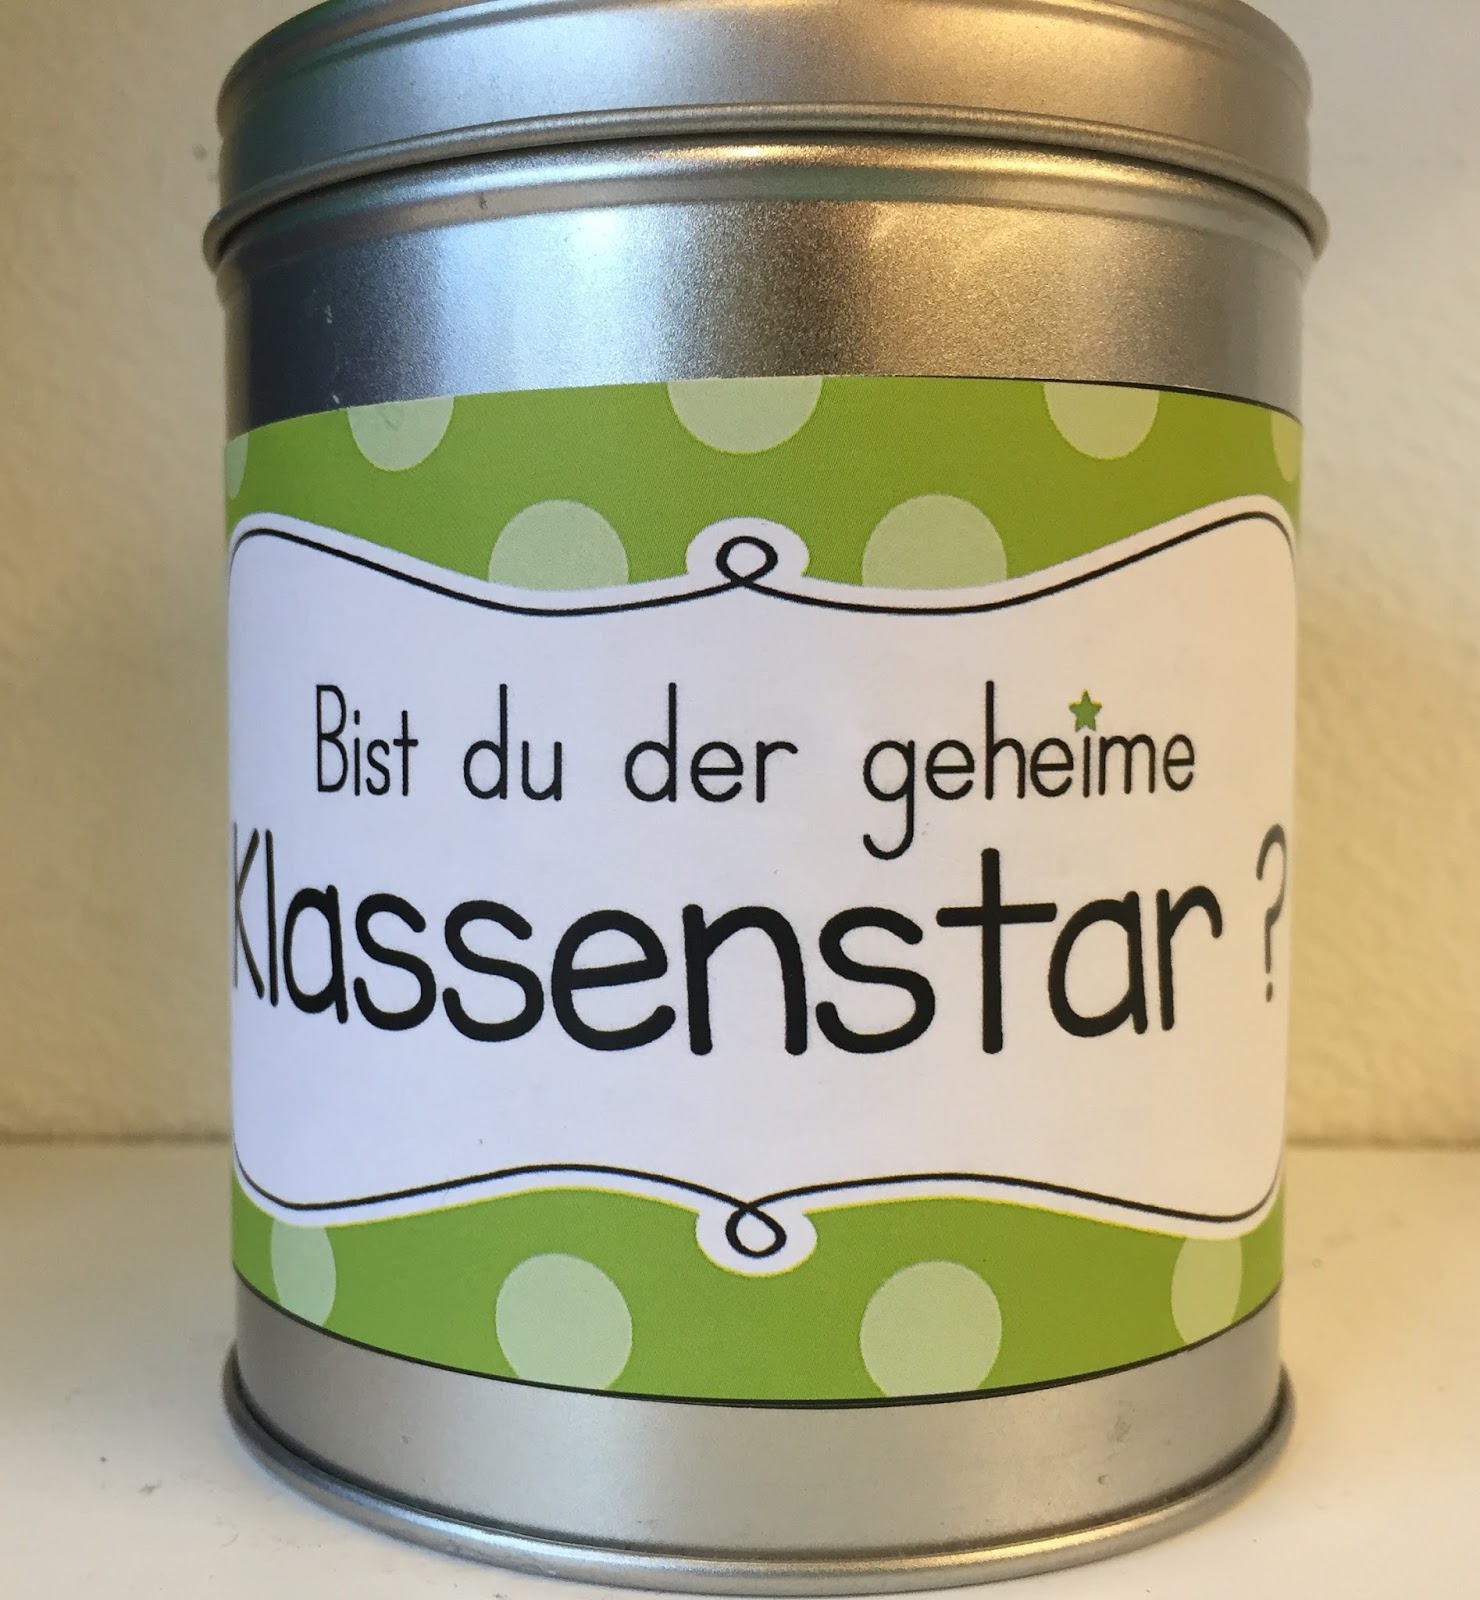 Bist du der geheime
Klassenstar ?